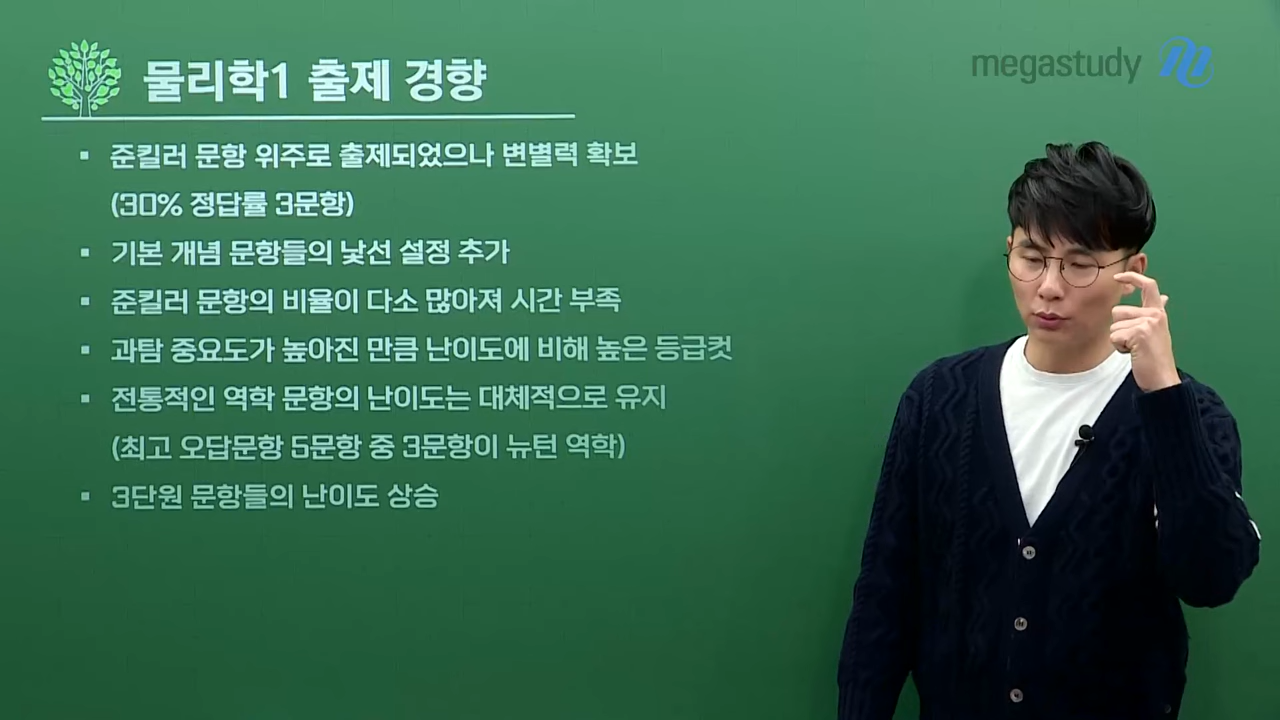 물리학1 출제 경향
megastudy
▪ 준킬러 문항 위주로 출제되었으나 변별력 확보
(30% 정답률 3문항)
▪ 기본 개념 문항들의 낯선 설정 추가
▪ 준킬러 문항의 비율이 다소 많아져 시간 부족
▪ 과탐 중요도가 높아진 만큼 난이도에 비해 높은 등급컷
▪ 전통적인 역학 문항의 난이도는 대체적으로 유지
(최고 오답문항 5문항 중 3문항이 뉴턴 역학)
▪ 3단원 문항들의 난이도 상승